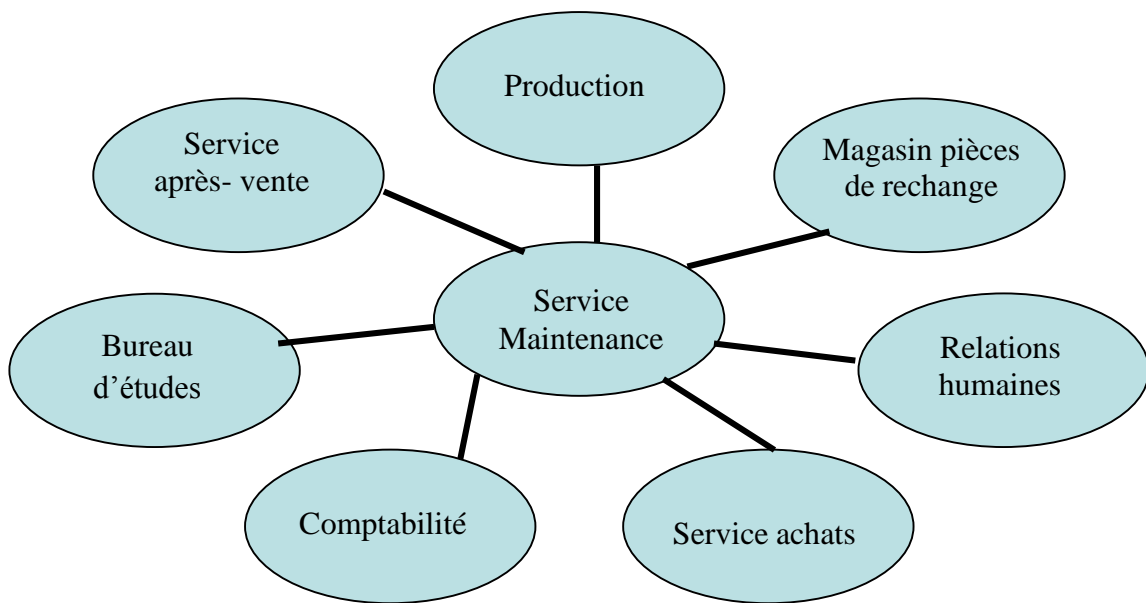 Production
Service
après- vente
Magasin pièces
de rechange
Service
Maintenance
Bureau
d’études
Relations
humaines
Comptabilité
Service achats